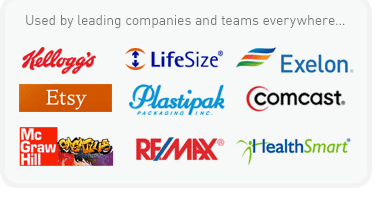 Used by leading companies and teams everywhere...
Kellogg's
LifeSize®
Exelon®
Etsy
Plastipak
PACKAGING INC.
comcast®
Mc
Graw
Hill
CREATIVE
RE/MAX®
HealthSmart®